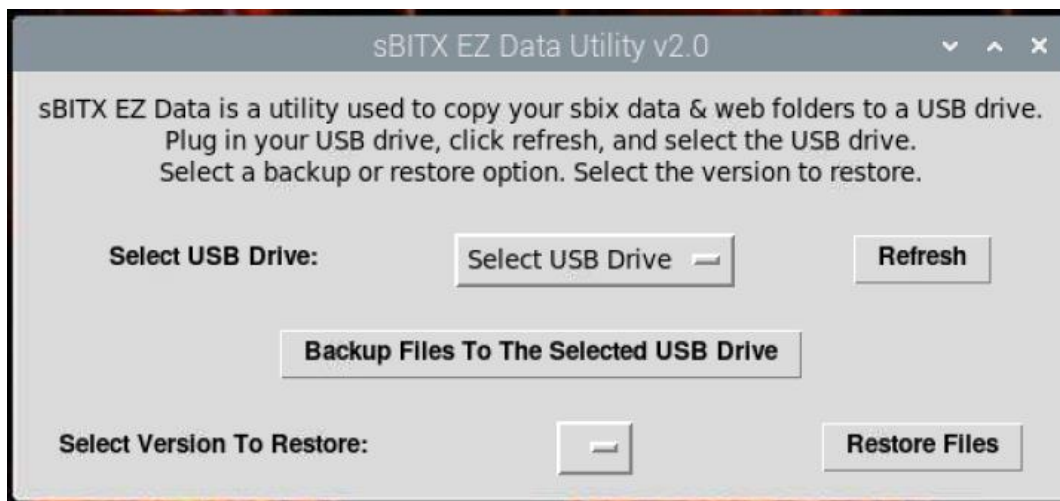 sBITX EZ Data Utility v2.0
sBITX EZ Data is a utility used to copy your sbix data & web folders to a USB drive.
Plug in your USB drive, click refresh, and select the USB drive.
Select a backup or restore option. Select the version to restore.
Select USB Drive: Select USB Drive Refresh
Backup Files To The Selected USB Drive
Select Version To Restore: Restore Files